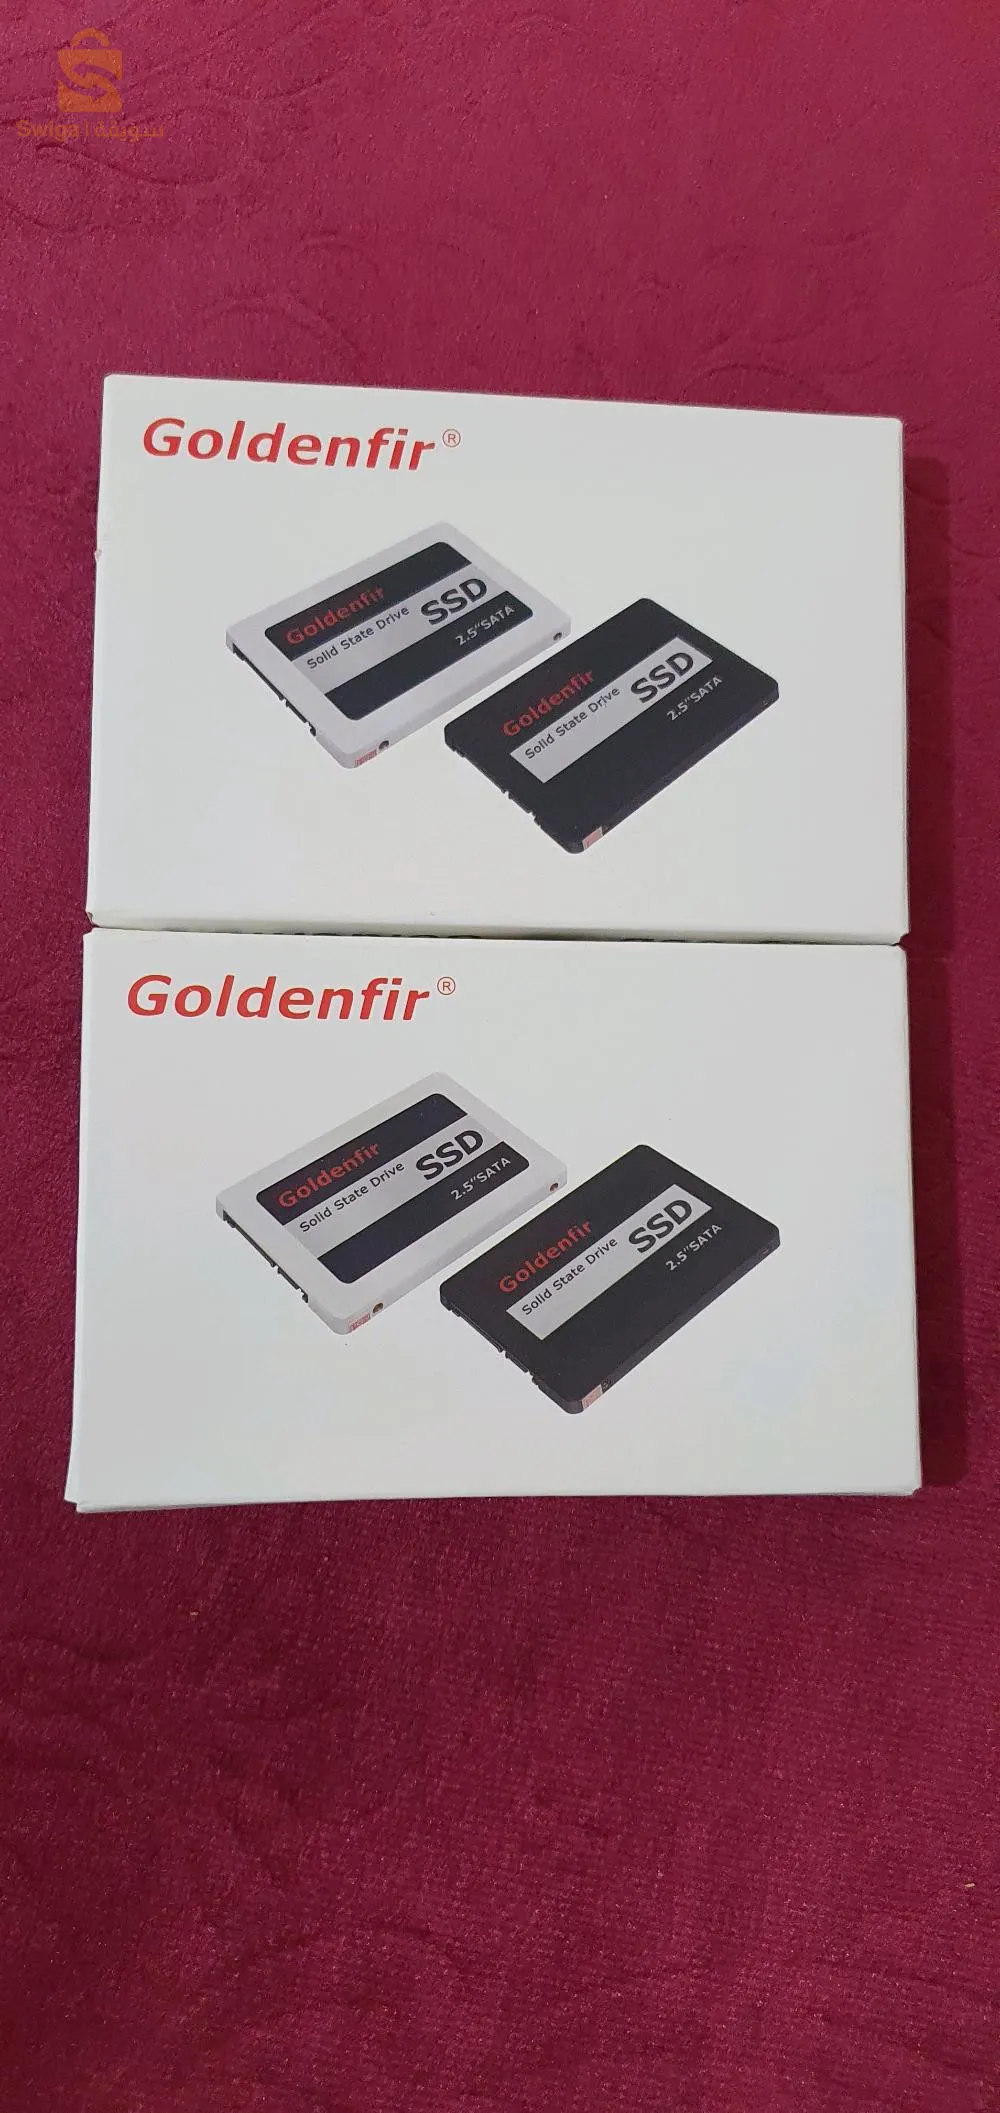 Swiqa | سويقة
Goldenfir®
Goldenfir
Solid State Drive
SSD
2.5"SATA
Goldenfir
Solid State Drive
SSD
2.5"SATA
Goldenfir®
Goldenfir
Solid State Drive
SSD
2.5"SATA
Goldenfir
Solid State Drive
SSD
2.5"SATA